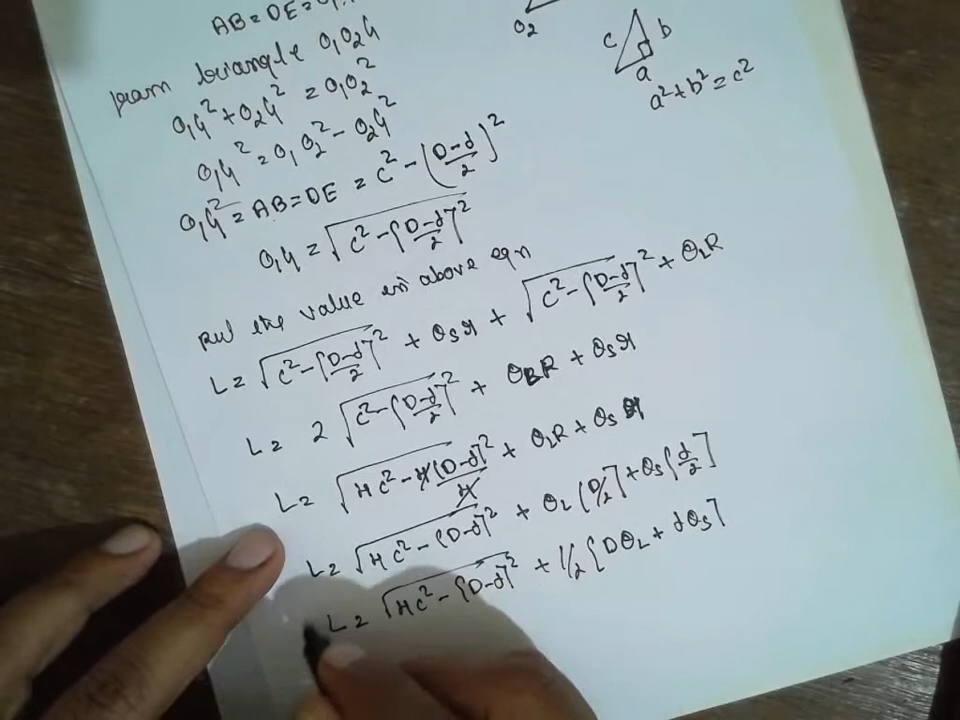 AB = DE = O₁
O₂
c b
a
a² + b² = c²
from triangle O₁O₂G
O₁G² + O₂G² = O₁O₂²
O₁G² = O₁O₂² - O₂G²
O₁G² = AB = DE = C² - (D-d/2)²
O₁G = √C² - [D-d/2]²
put the value in above eqn
L = √C² - [D-d/2]² + θsr + √C² - [D-d/2]² + θLR
L = 2 √C² - [D-d/2]² + θLR + θsr
L = √4C² - 4[D-d]²/4 + θLR + θsr
L = √4C² - [D-d]² + θL[D/2] + θs[d/2]
L = √4C² - [D-d]² + 1/2 [DθL + dθs]